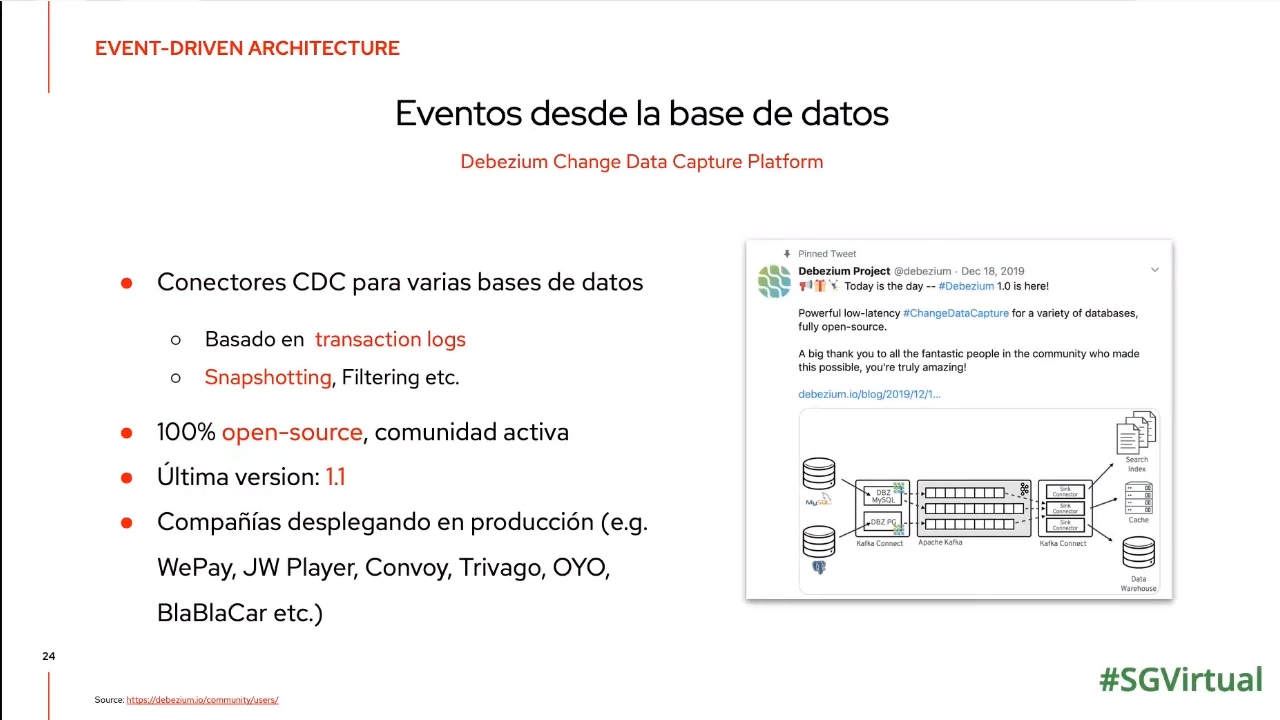 EVENT-DRIVEN ARCHITECTURE
Eventos desde la base de datos
Debezium Change Data Capture Platform
Conectores CDC para varias bases de datos
Basado en transaction logs
Snapshotting, Filtering etc.
100% open-source, comunidad activa
Última version: 1.1
Compañías desplegando en producción (e.g.
WePay, JW Player, Convoy, Trivago, OYO,
BlaBlaCar etc.)
Pinned Tweet
Debezium Project @debezium · Dec 18, 2019
Today is the day -- #Debezium 1.0 is here!
Powerful low-latency #ChangeDataCapture for a variety of databases,
fully open-source.
A big thank you to all the fantastic people in the community who made
this possible, you're truly amazing!
debezium.io/blog/2019/12/1...
MySQL
DBZ
MySQL
DBZ PG
Kafka Connect
Apache Kafka
Sink
Connector
Sink
Connector
Sink
Connector
Kafka Connect
Search
Index
Cache
Data
Warehouse
24
Source: https://debezium.io/community/users/
#SGVirtual